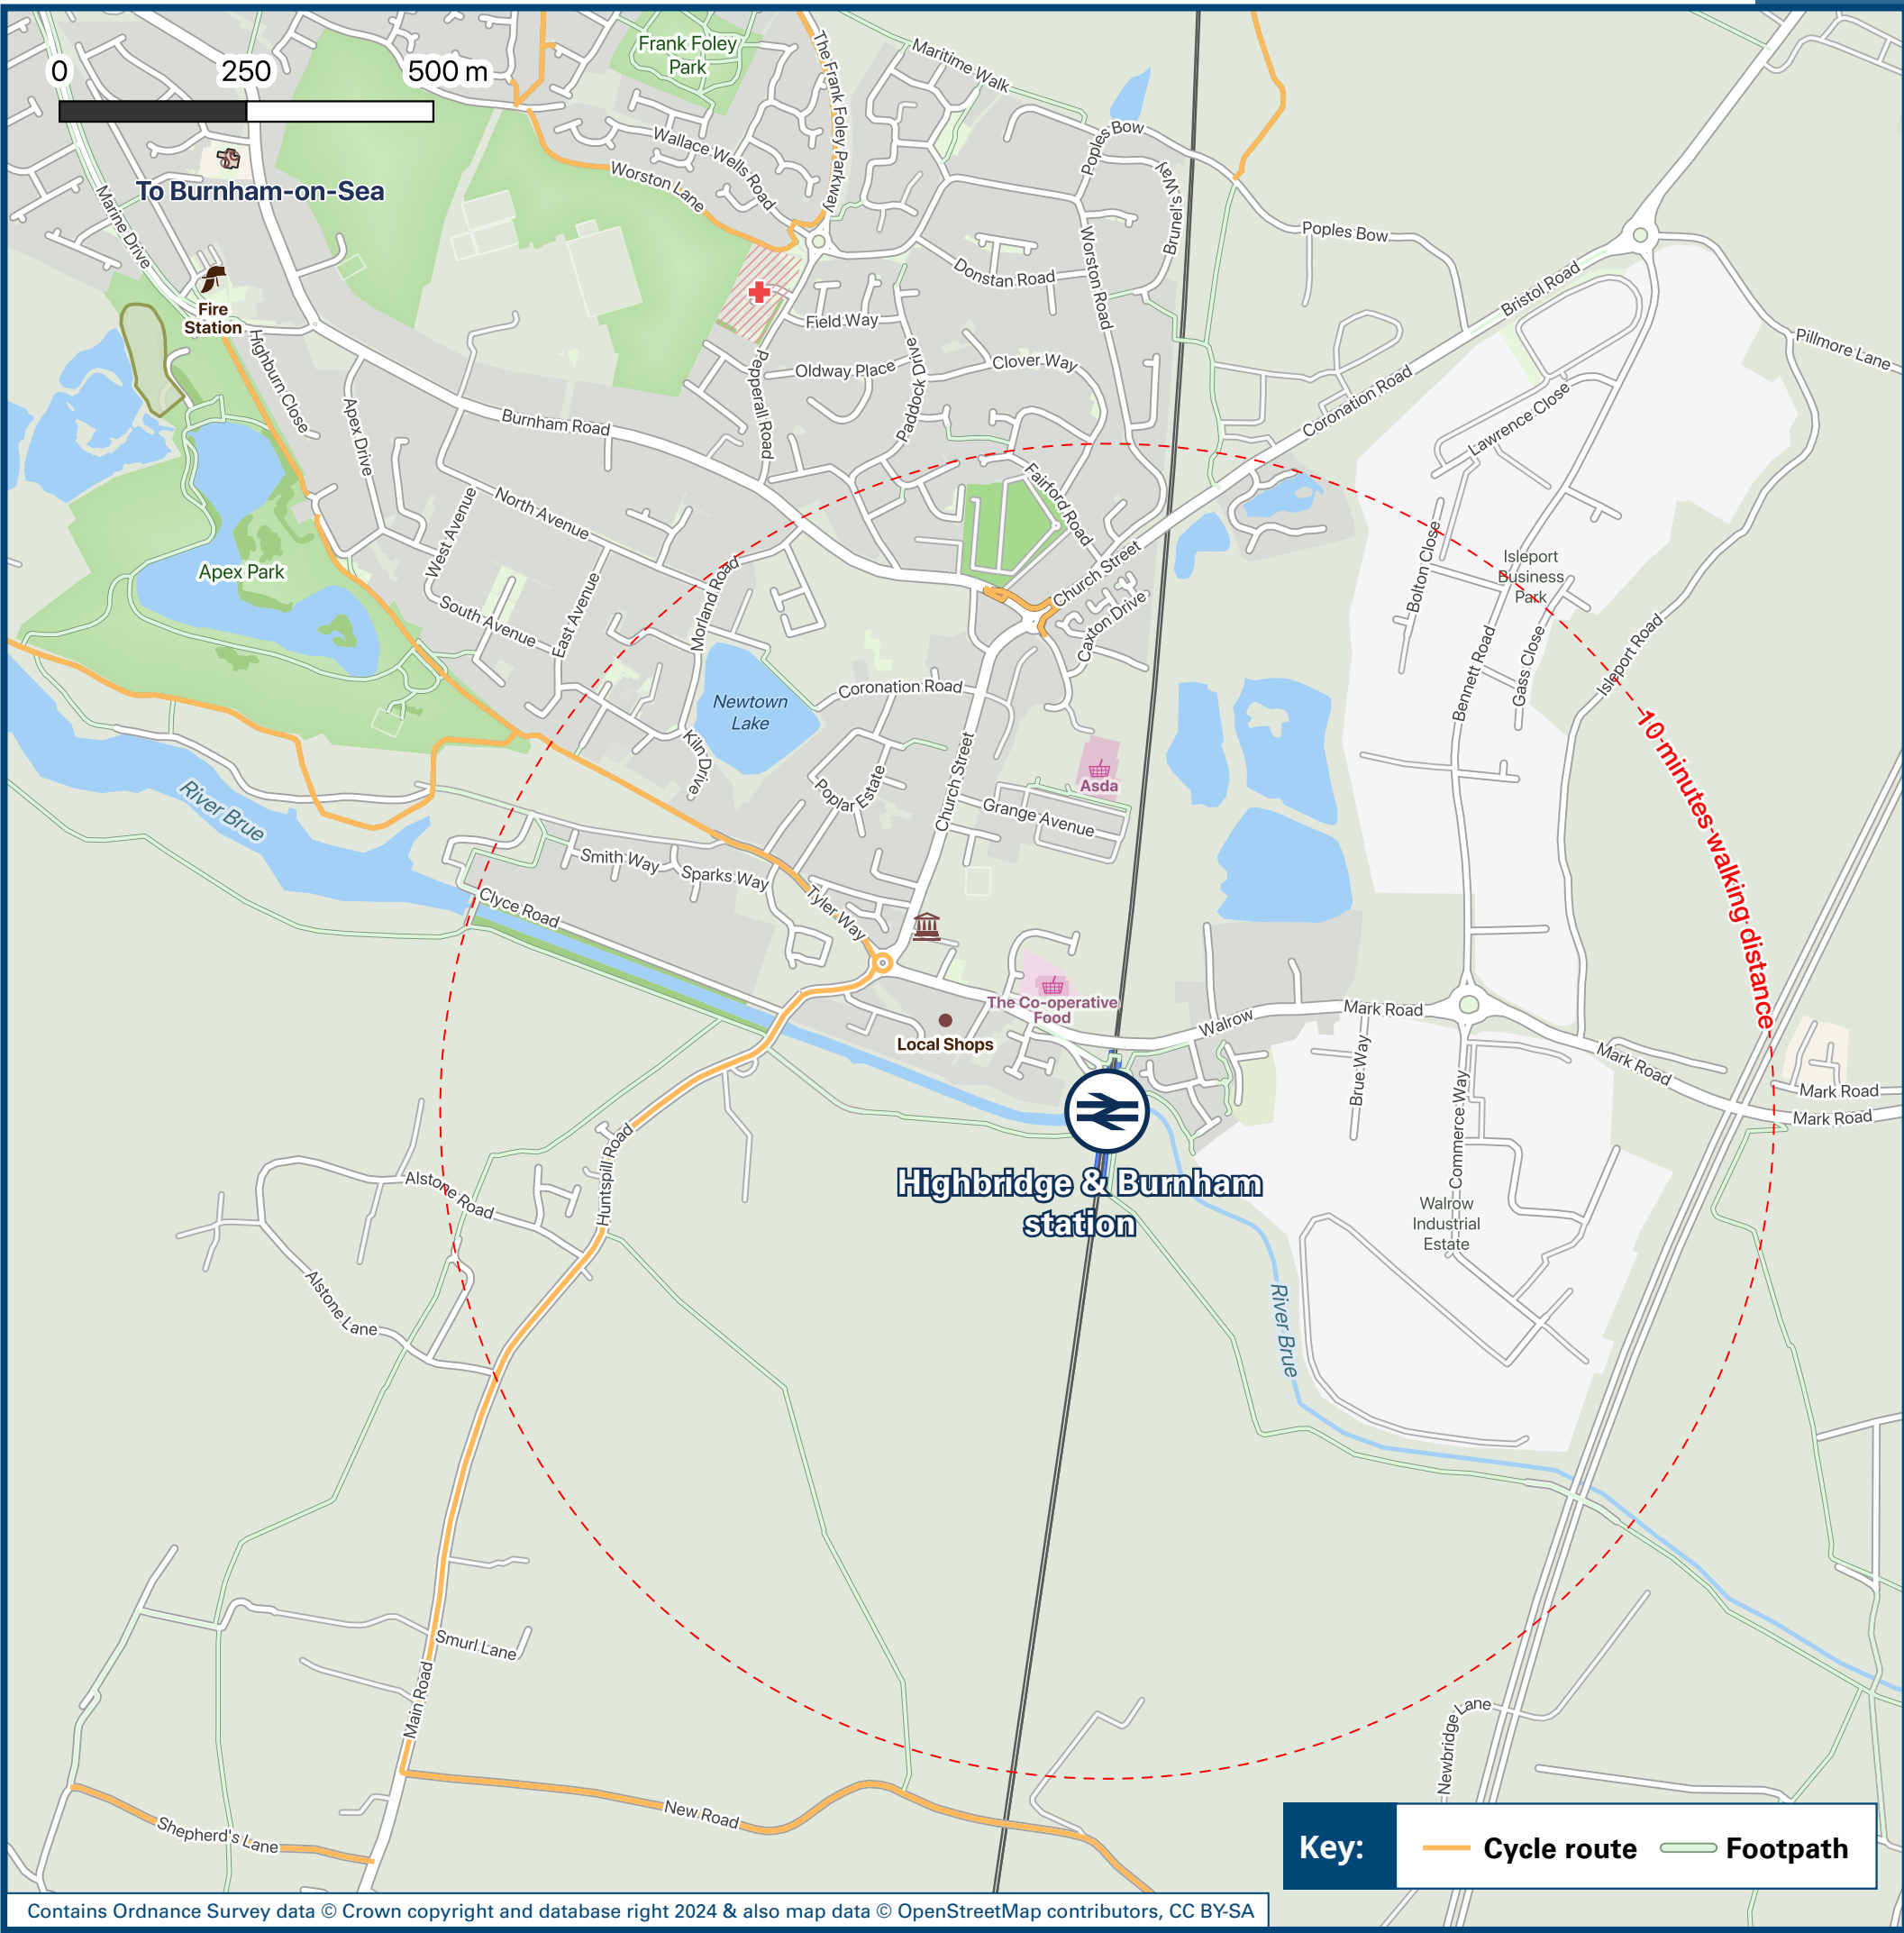 0 250 500 m
Frank Foley
Park
The Frank Foley Parkway
Maritime Walk
Poples Bow
Wallace Wells Road
Worston Lane
To Burnham-on-Sea
Marine Drive
Brunel's Way
Worston Road
Poples Bow
Donstan Road
Bristol Road
Fire
Station
Field Way
Pillmore Lane
Highburn Close
Pepperall Road
Oldway Place
Paddock Drive
Clover Way
Coronation Road
Lawrence Close
Apex Drive
Burnham Road
North Avenue
West Avenue
Fairford Road
Church Street
Bolton Close
Isleport
Business
Park
Apex Park
South Avenue
East Avenue
Morland Road
Caxton Drive
Bennett Road
Gass Close
Isleport Road
Newtown
Lake
Coronation Road
10 minutes walking distance
Kiln Drive
Poplar Estate
Church Street
Asda
Grange Avenue
River Brue
Smith Way
Sparks Way
Tyler Way
Clyce Road
The Co-operative
Food
Local Shops
Walrow
Mark Road
Mark Road
Mark Road
Mark Road
Brue Way
Commerce Way
Huntspill Road
Alstone Road
Highbridge & Burnham
station
Walrow
Industrial
Estate
Alstone Lane
River Brue
Smurl Lane
Main Road
Newbridge Lane
New Road
Shepherd's Lane
Key:
Cycle route
Footpath
Contains Ordnance Survey data © Crown copyright and database right 2024 & also map data © OpenStreetMap contributors, CC BY-SA